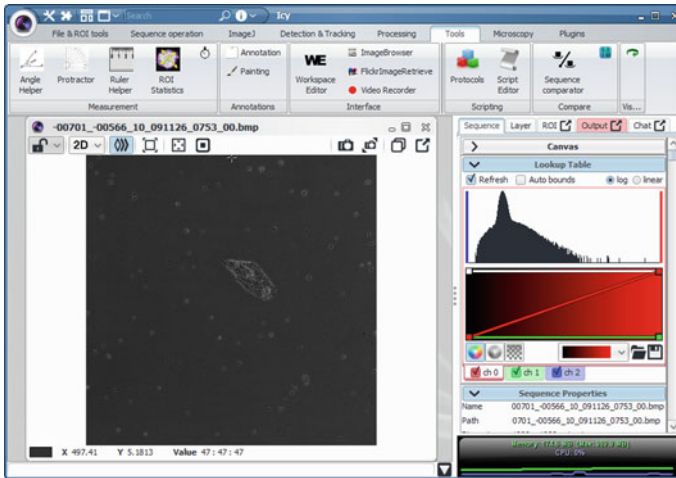 Search
Icy
File & ROI tools Sequence operation ImageJ Detection & Tracking Processing Tools Microscopy Plugins
Angle Helper
Protractor
Ruler Helper
ROI Statistics
Measurement
Annotation
Painting
Annotations
WE
Workspace Editor
ImageBrowser
FlickrImageRetrieve
Video Recorder
Interface
Protocols
Script Editor
Scripting
Sequence comparator
Compare
Vis...
-00701_-00566_10_091126_0753_00.bmp
2D
X 497.41 Y 5.1813 Value 47 : 47 : 47
Sequence Layer ROI Output Chat
Canvas
Lookup Table
Refresh Auto bounds log linear
ch 0 ch 1 ch 2
Sequence Properties
Name 00701_-00566_10_091126_0753_00.bmp
Path 0701_-00566_10_091126_0753_00.bmp
CPU: 8%